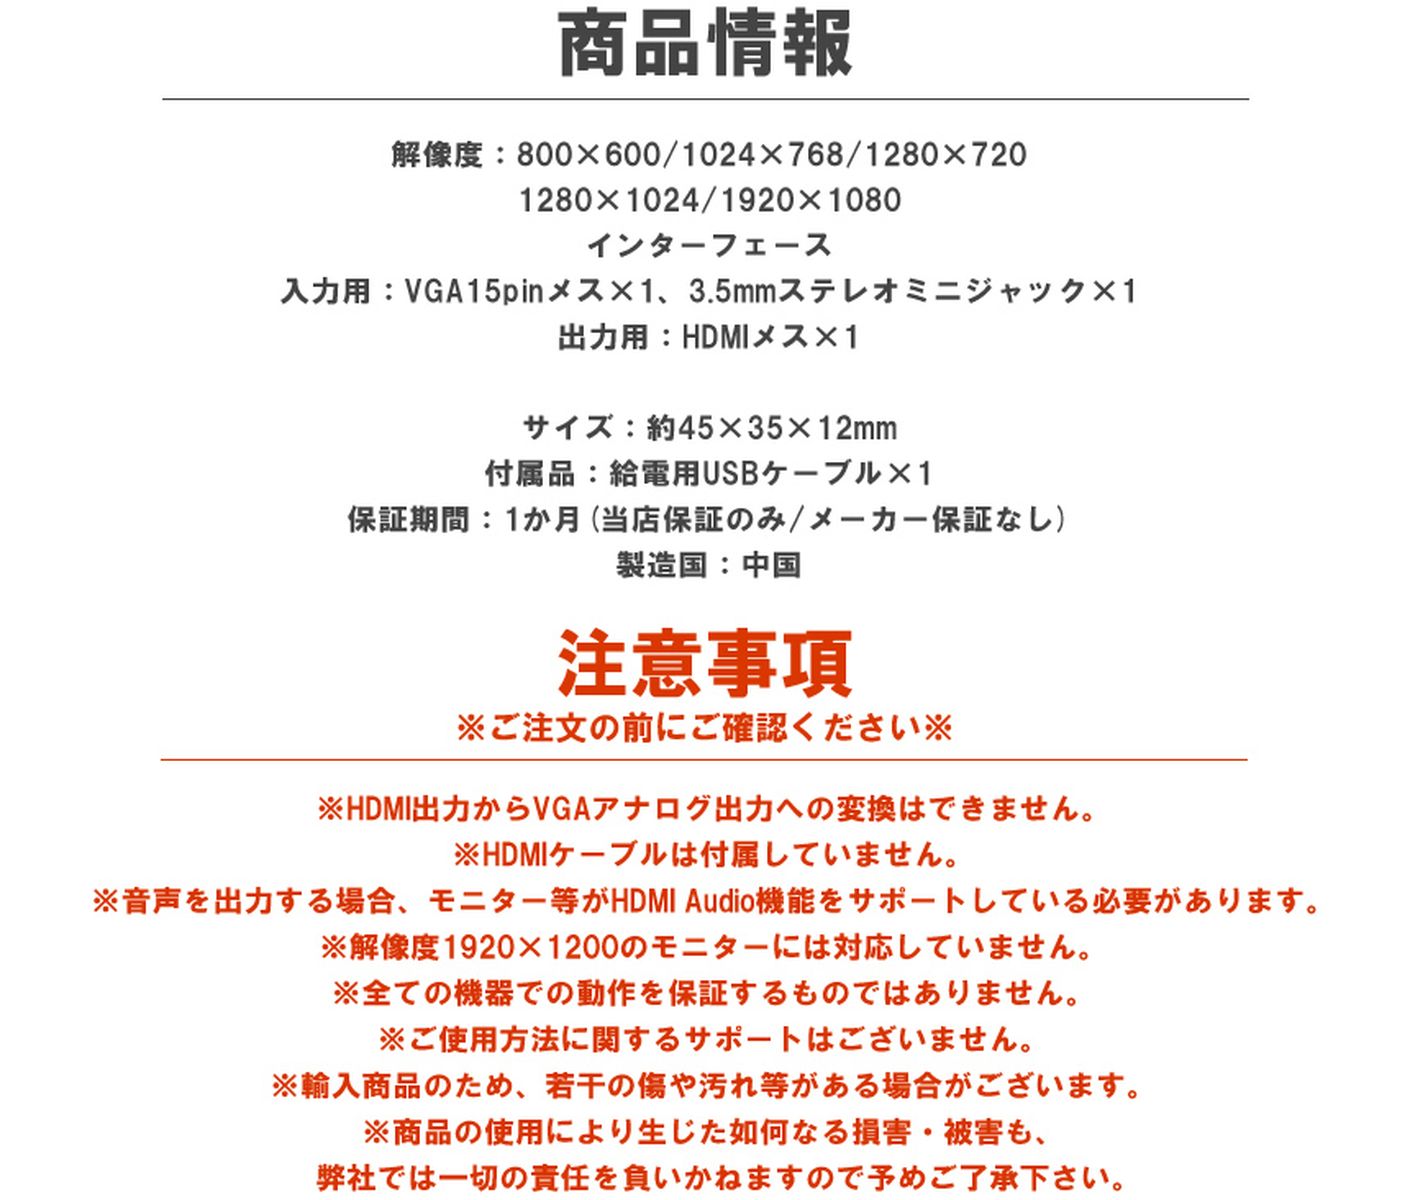 商品情報
解像度：800×600/1024×768/1280×720
1280×1024/1920×1080
インターフェース
入力用：VGA15pinメス×1、3.5mmステレオミニジャック×1
出力用：HDMIメス×1
サイズ：約45×35×12mm
付属品：給電用USBケーブル×1
保証期間：1か月(当店保証のみ/メーカー保証なし)
製造国：中国
注意事項
※ご注文の前にご確認ください※
※HDMI出力からVGAアナログ出力への変換はできません。
※HDMIケーブルは付属していません。
※音声を出力する場合、モニター等がHDMI Audio機能をサポートしている必要があります。
※解像度1920×1200のモニターには対応していません。
※全ての機器での動作を保証するものではありません。
※ご使用方法に関するサポートはございません。
※輸入商品のため、若干の傷や汚れ等がある場合がございます。
※商品の使用により生じた如何なる損害・被害も、
弊社では一切の責任を負いかねますので予めご了承下さい。